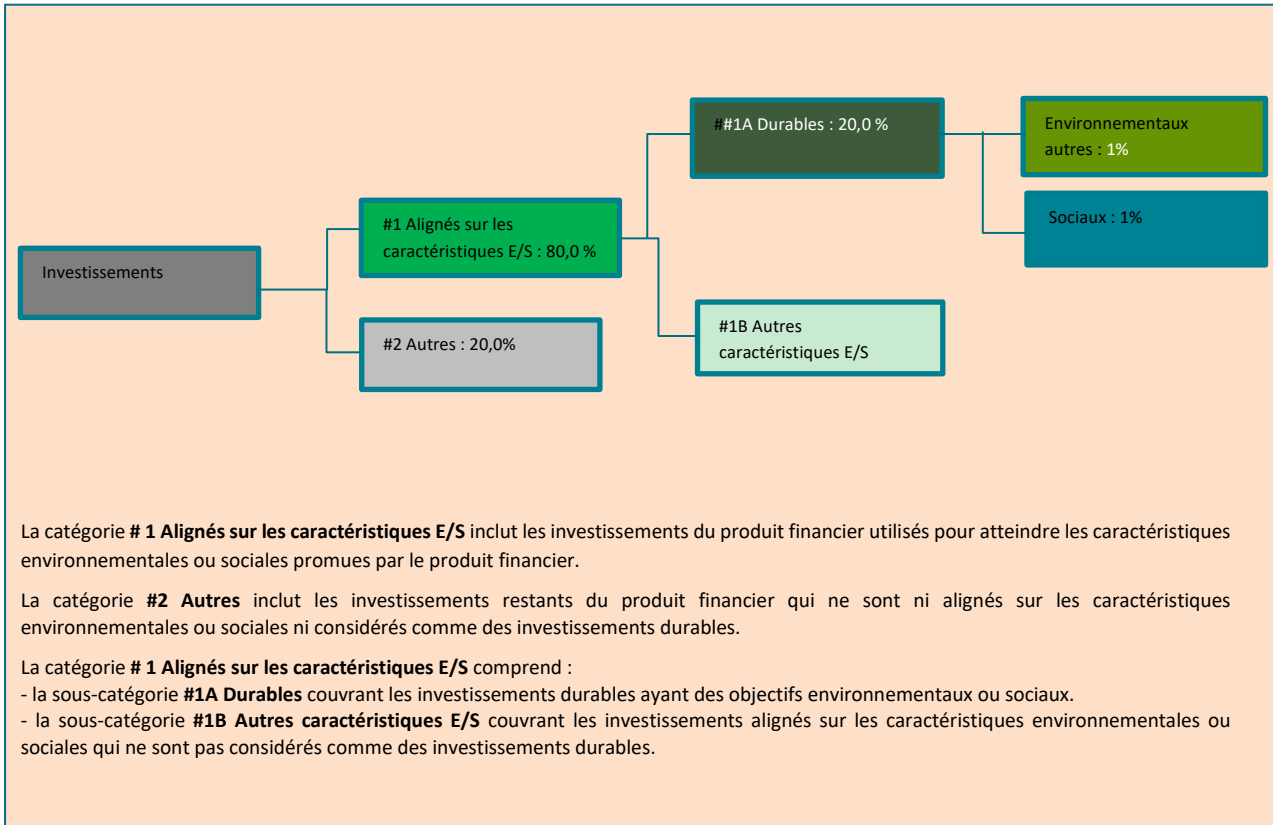 ##1A Durables : 20,0 %
Environnementaux
autres : 1%
#1 Alignés sur les
caractéristiques E/S : 80,0 %
Sociaux : 1%
Investissements
#2 Autres : 20,0%
#1B Autres
caractéristiques E/S
La catégorie # 1 Alignés sur les caractéristiques E/S inclut les investissements du produit financier utilisés pour atteindre les caractéristiques
environnementales ou sociales promues par le produit financier.
La catégorie #2 Autres inclut les investissements restants du produit financier qui ne sont ni alignés sur les caractéristiques
environnementales ou sociales ni considérés comme des investissements durables.
La catégorie # 1 Alignés sur les caractéristiques E/S comprend :
- la sous-catégorie #1A Durables couvrant les investissements durables ayant des objectifs environnementaux ou sociaux.
- la sous-catégorie #1B Autres caractéristiques E/S couvrant les investissements alignés sur les caractéristiques environnementales ou
sociales qui ne sont pas considérés comme des investissements durables.